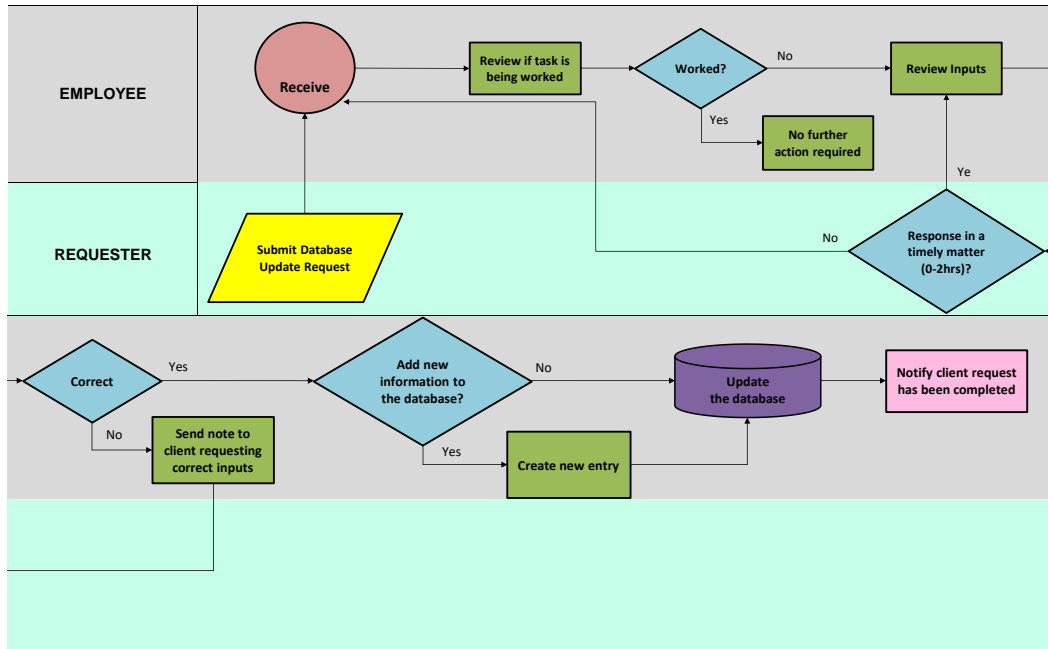 EMPLOYEE
Receive
Review if task is
being worked
Worked?
No
Yes
No further
action required
Review Inputs
Ye
REQUESTER
Submit Database
Update Request
No
Response in a
timely matter
(0-2hrs)?
Correct
Yes
No
Send note to
client requesting
correct inputs
Add new
information to
the database?
No
Yes
Create new entry
Update
the database
Notify client request
has been completed